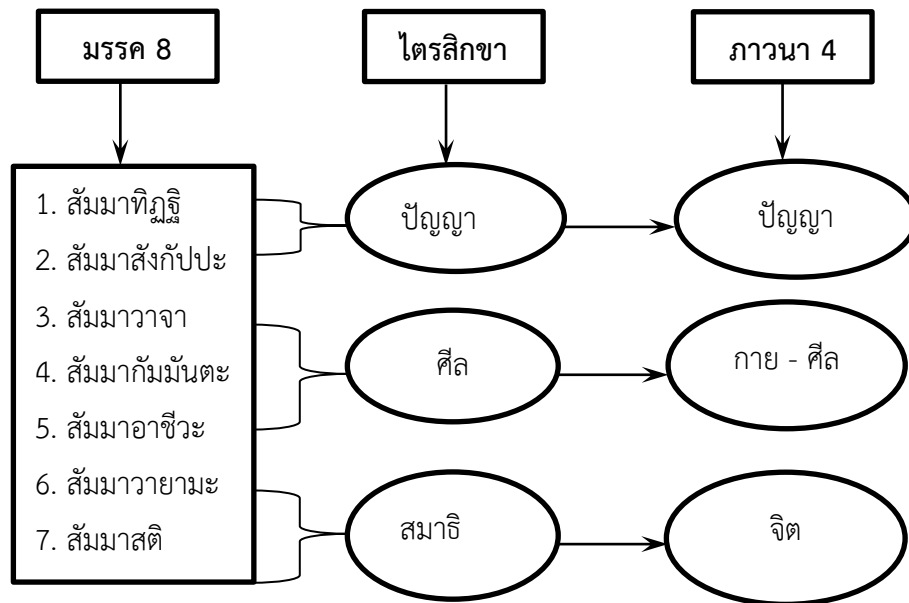 มรรค 8
ไตรสิกขา
ภาวนา 4
1. สัมมาทิฏฐิ
2. สัมมาสังกัปปะ
3. สัมมาวาจา
4. สัมมากัมมันตะ
5. สัมมาอาชีวะ
6. สัมมาวายามะ
7. สัมมาสติ
ปัญญา
ศีล
สมาธิ
ปัญญา
กาย - ศีล
จิต